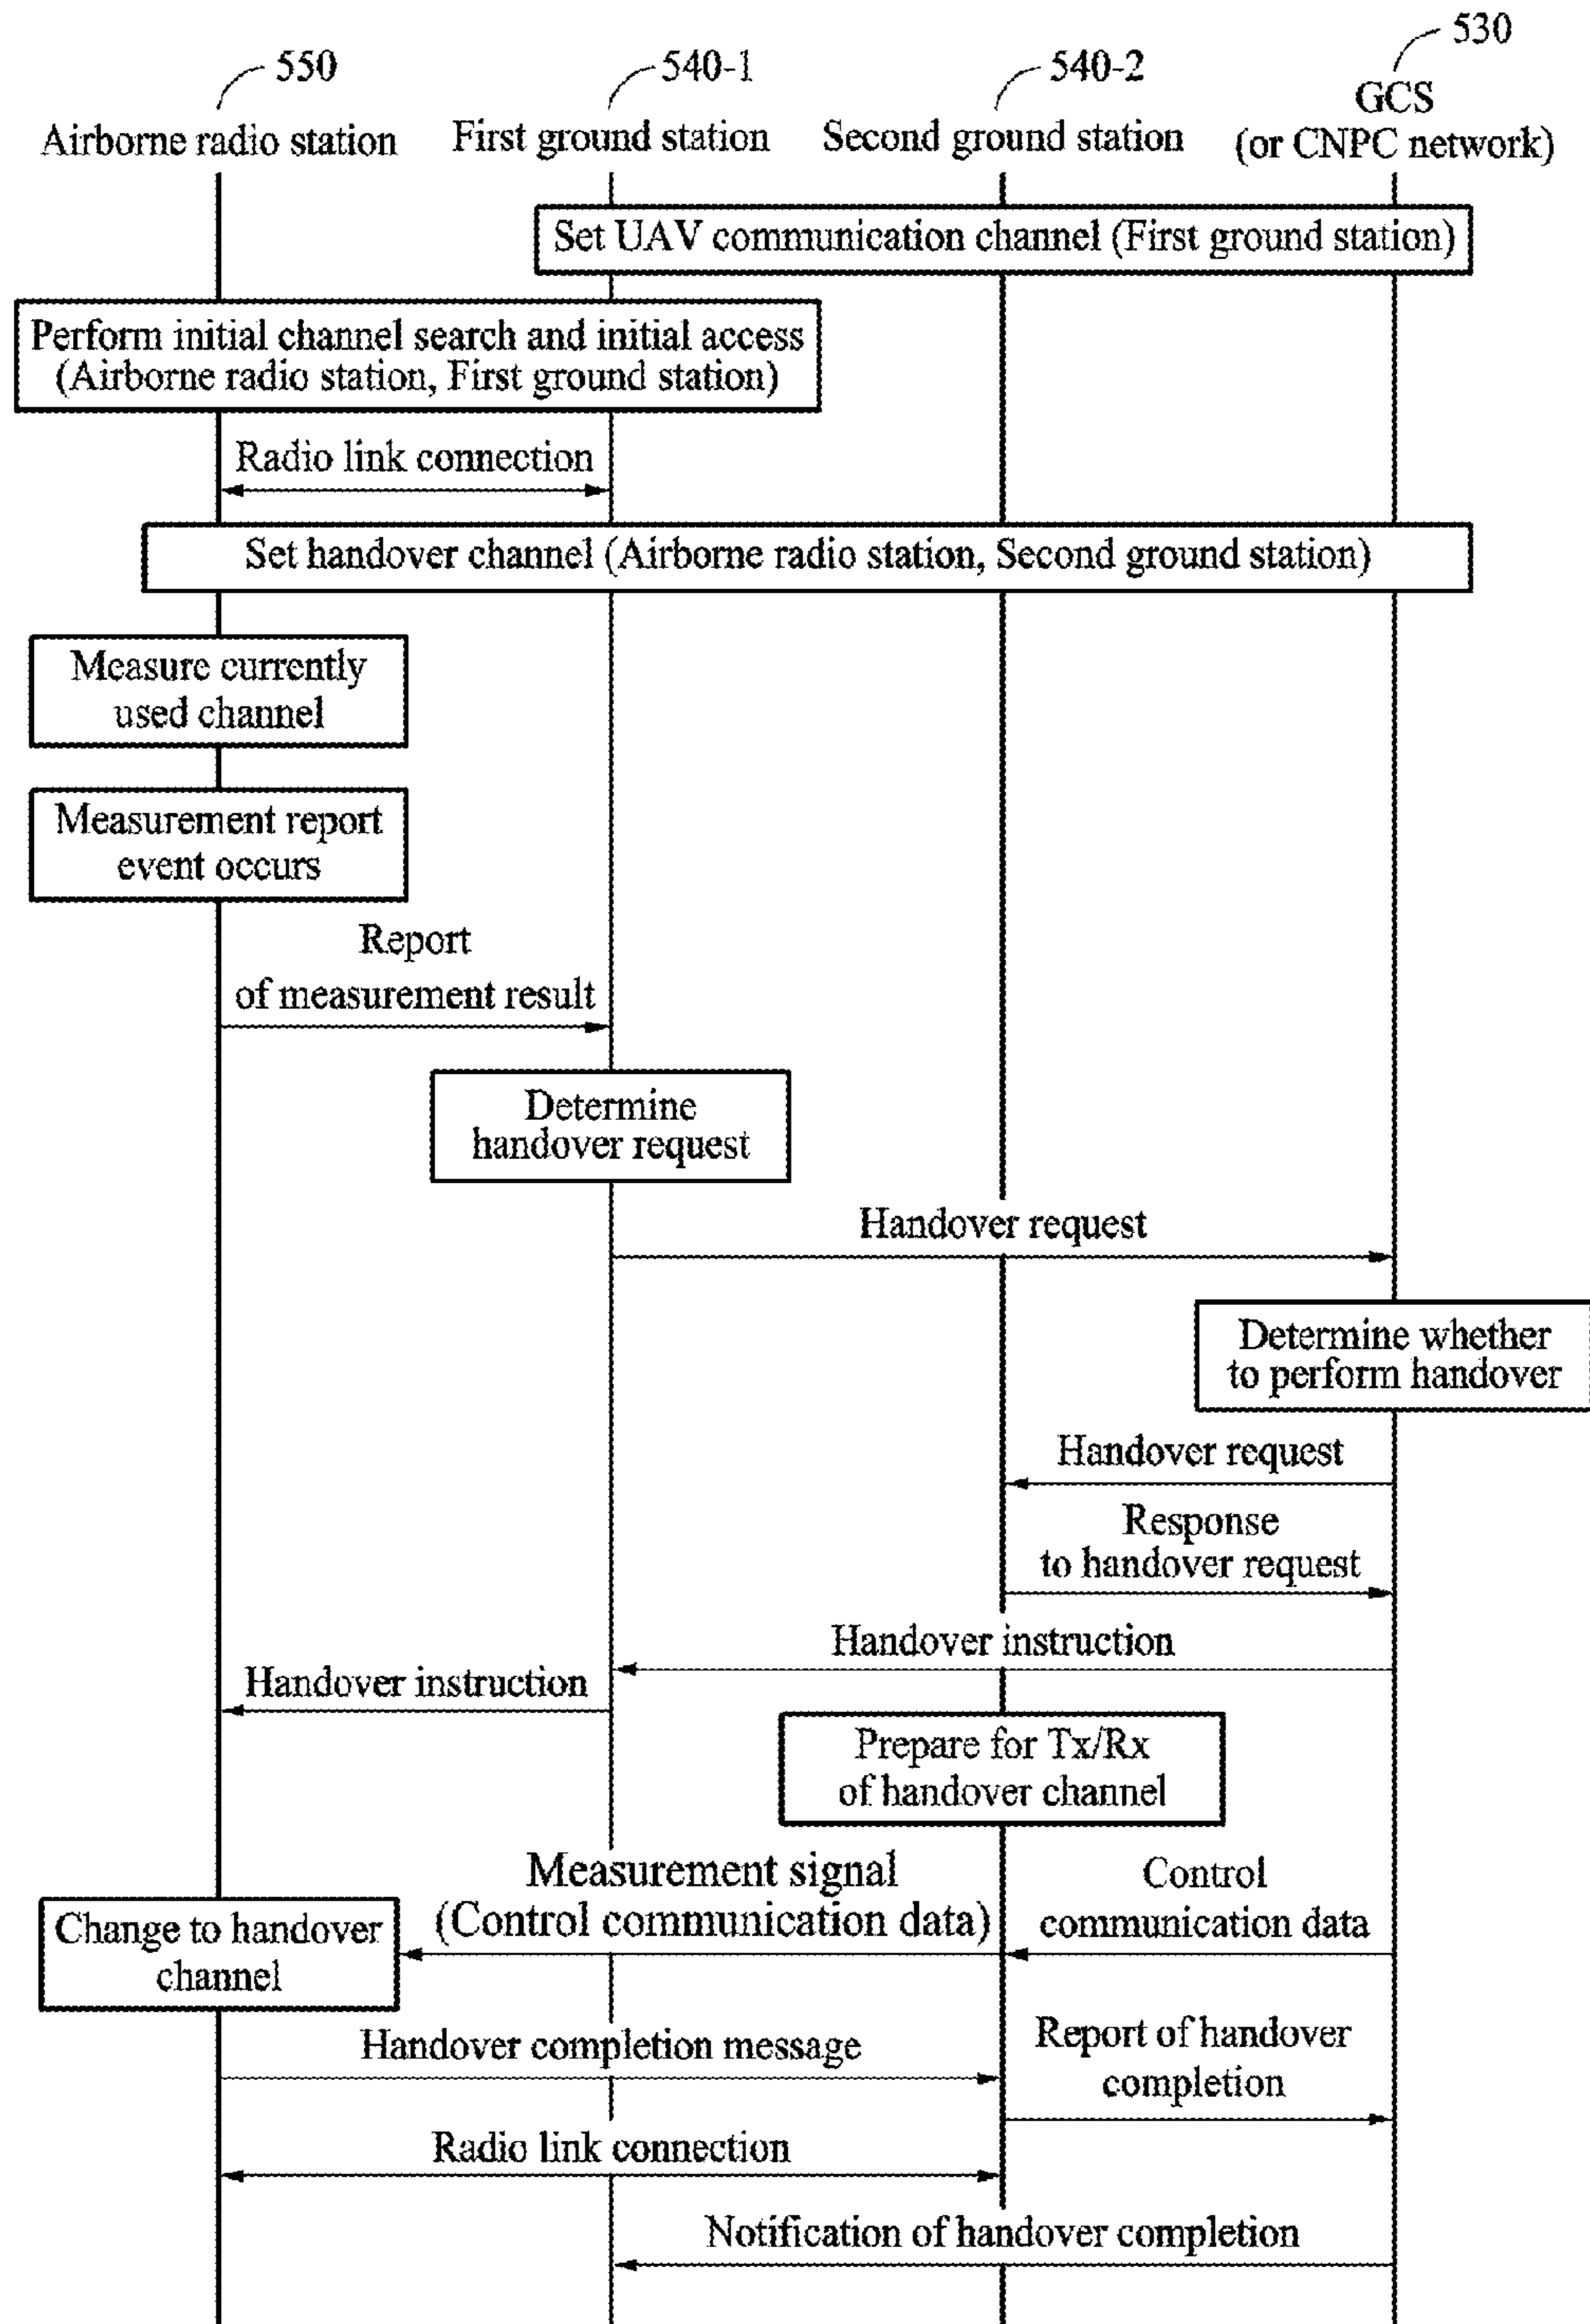 550
540-1
540-2
530
Airborne radio station
First ground station
Second ground station
GCS
(or CNPC network)
Set UAV communication channel (First ground station)
Perform initial channel search and initial access
(Airborne radio station, First ground station)
Radio link connection
Set handover channel (Airborne radio station, Second ground station)
Measure currently
used channel
Measurement report
event occurs
Report
of measurement result
Determine
handover request
Handover request
Determine whether
to perform handover
Handover request
Response
to handover request
Handover instruction
Handover instruction
Prepare for Tx/Rx
of handover channel
Measurement signal
(Control communication data)
Control
communication data
Change to handover
channel
Handover completion message
Report of handover
completion
Radio link connection
Notification of handover completion